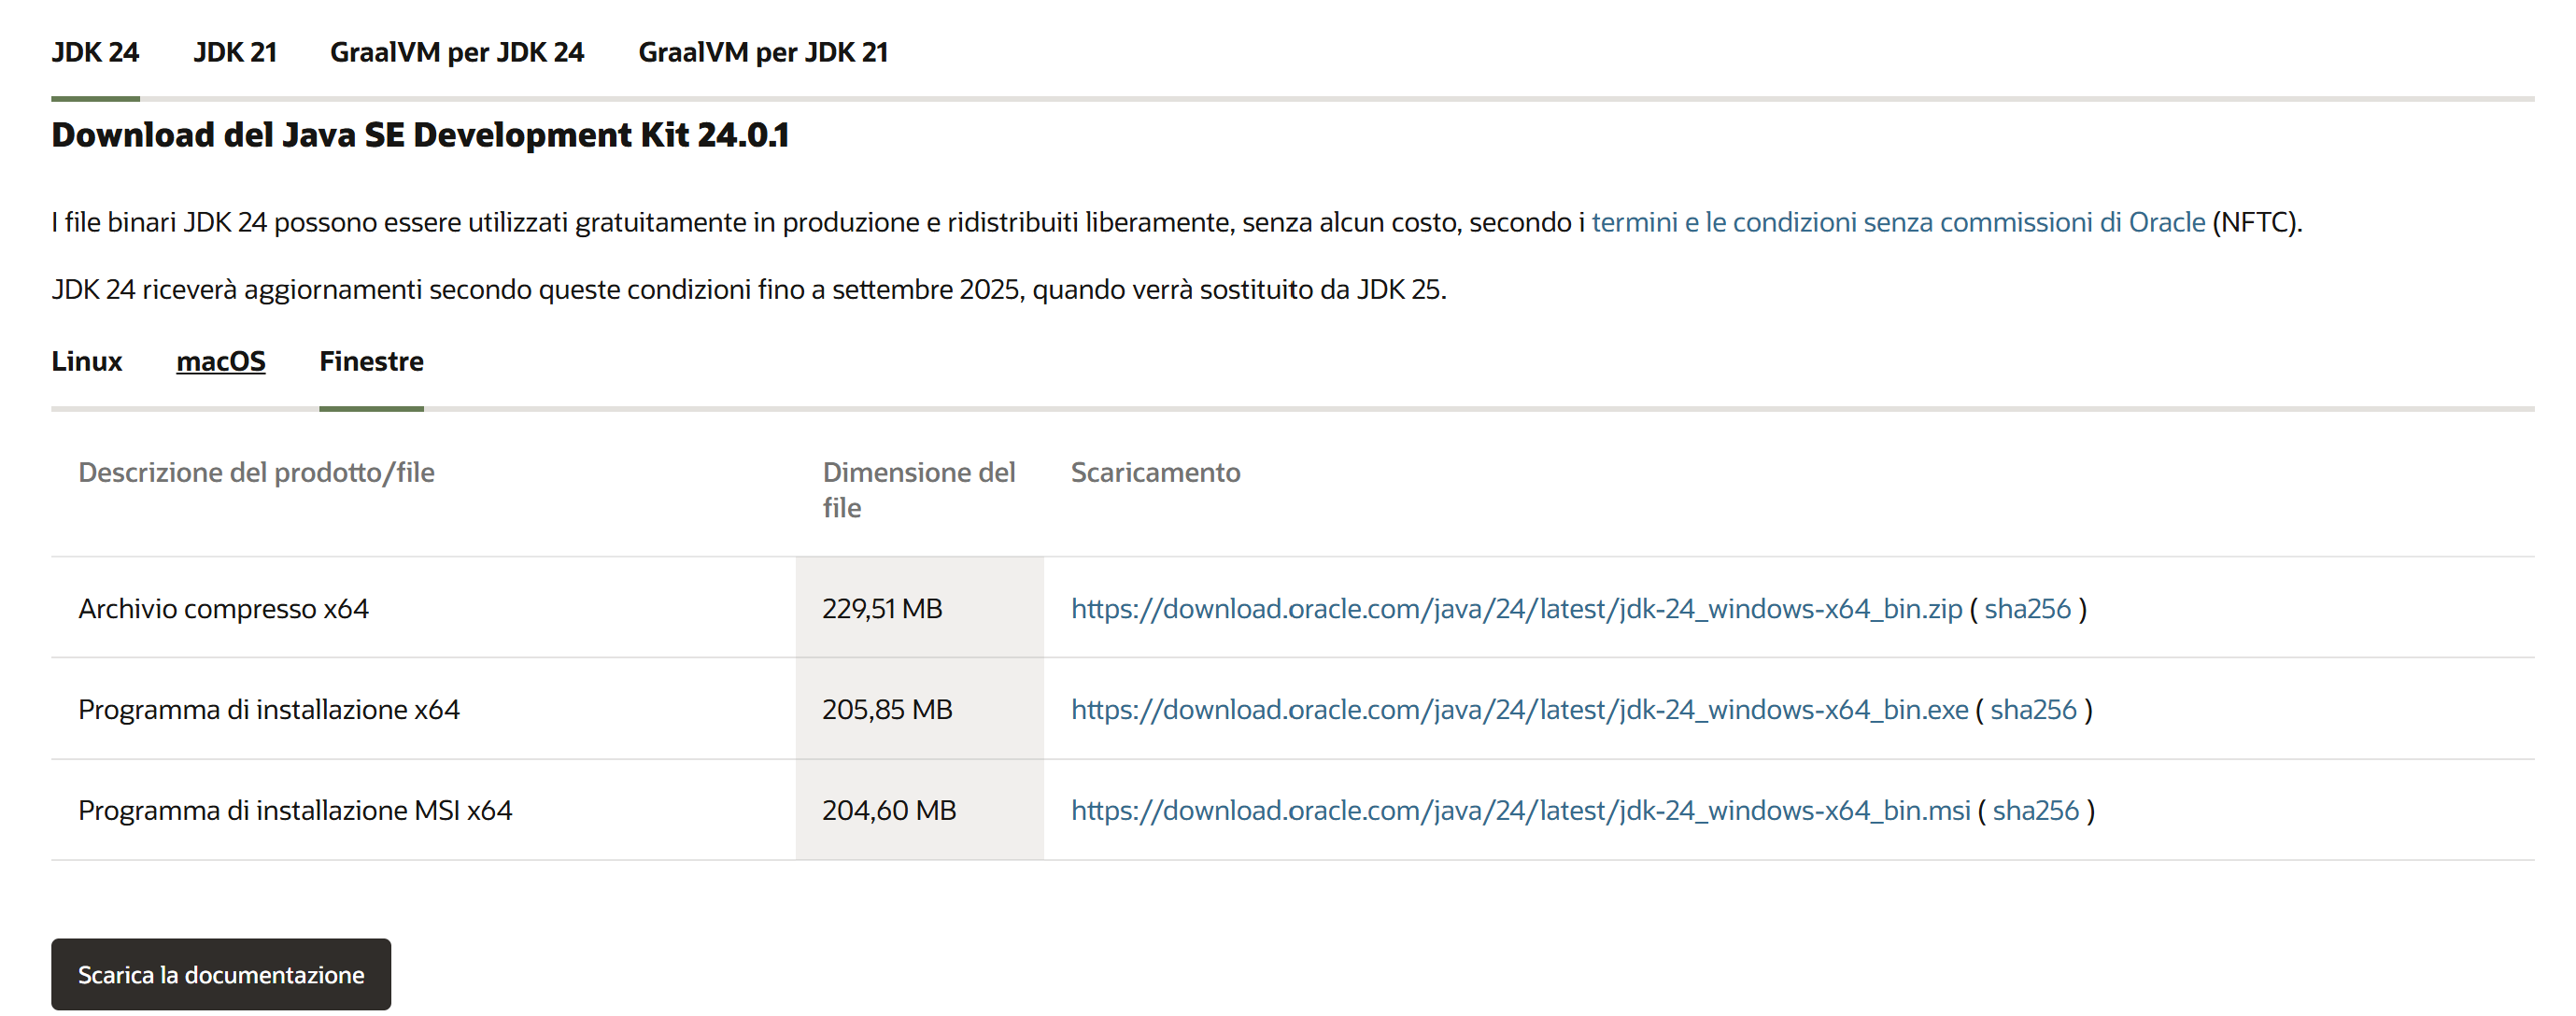 JDK 24 JDK 21 GraalVM per JDK 24 GraalVM per JDK 21
Download del Java SE Development Kit 24.0.1
I file binari JDK 24 possono essere utilizzati gratuitamente in produzione e ridistribuiti liberamente, senza alcun costo, secondo i termini e le condizioni senza commissioni di Oracle (NFTC).
JDK 24 riceverà aggiornamenti secondo queste condizioni fino a settembre 2025, quando verrà sostituito da JDK 25.
Linux macOS Finestre
Descrizione del prodotto/file Dimensione del file Scaricamento
Archivio compresso x64 229,51 MB https://download.oracle.com/java/24/latest/jdk-24_windows-x64_bin.zip ( sha256 )
Programma di installazione x64 205,85 MB https://download.oracle.com/java/24/latest/jdk-24_windows-x64_bin.exe ( sha256 )
Programma di installazione MSI x64 204,60 MB https://download.oracle.com/java/24/latest/jdk-24_windows-x64_bin.msi ( sha256 )
Scarica la documentazione